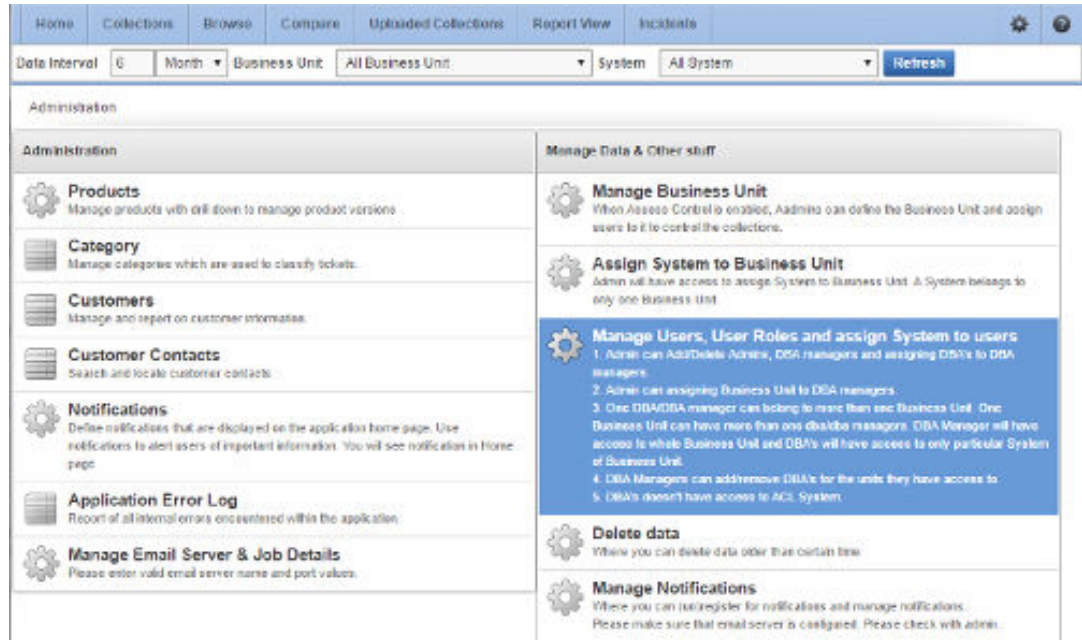 Home Collections Browse Compare Uploaded Collections Report View Incidents
Data Interval 6 Month Business Unit All Business Unit System All System Refresh
Administration
Administration
Products
Manage products with drill down to manage product versions
Category
Manage categories which are used to classify tickets.
Customers
Manage and report on customer information.
Customer Contacts
Search and locate customer contacts.
Notifications
Define notifications that are displayed on the application home page. Use
notifications to alert users of important information. You will see notification in Home
page
Application Error Log
Report of all internal errors encountered within the application
Manage Email Server & Job Details
Please enter valid email server name and port values.
Manage Data & Other stuff
Manage Business Unit
When Assess Control is enabled, Aadmins can define the Business Unit and assign
users to it to control the collections.
Assign System to Business Unit
Admin will have access to assign System to Business Unit. A System belongs to
only one Business Unit
Manage Users, User Roles and assign System to users
1. Admin can Add/Delete Admins, DBA managers and assigning DBA's to DBA
managers.
2. Admin can assigning Business Unit to DBA managers.
3. One DBA/DBA manager can belong to more than one Business Unit. One
Business Unit can have more than one dba/dba managers. DBA Manager will have
access to whole Business Unit and DBA's will have access to only particular System
of Business Unit.
4. DBA Managers can add/remove DBA's for the units they have access to.
5. DBA's doesn't have access to ACL System.
Delete data
Where you can delete data older than certain time
Manage Notifications
Where you can (un)register for notifications and manage notifications.
Please make sure that email server is configured. Please check with admin.